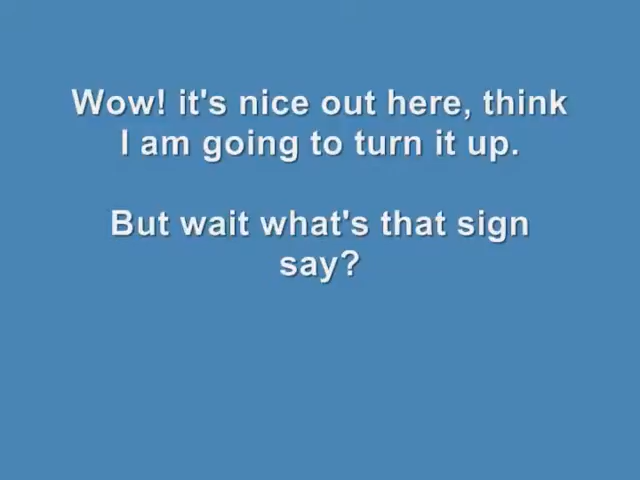 Wow! it's nice out here, think
I am going to turn it up.
But wait what's that sign
say?